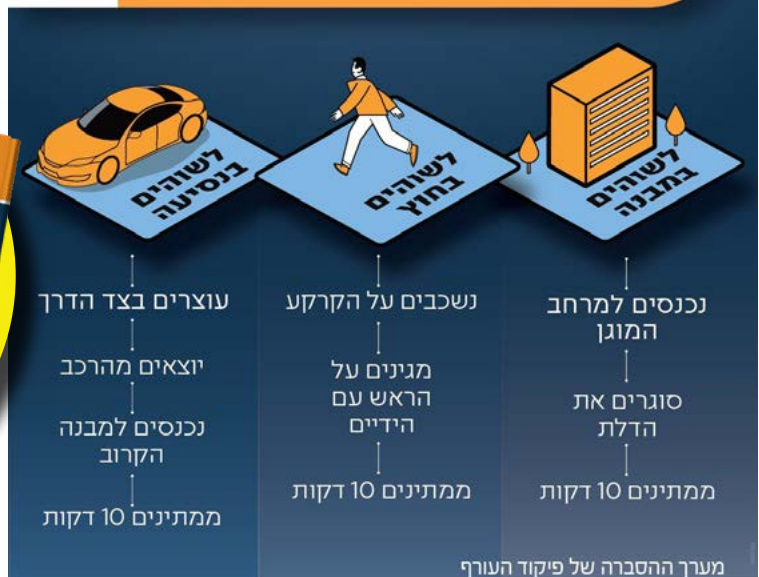 לשוהים
במבנה
נכנסים למרחב
המוגן
סוגרים את
הדלת
ממתינים 10 דקות
לשוהים
בחוץ
נשכבים על הקרקע
מגינים על
הראש עם
הידיים
ממתינים 10 דקות
לשוהים
בנסיעה
עוצרים בצד הדרך
יוצאים מהרכב
נכנסים למבנה
הקרוב
ממתינים 10 דקות
מערך ההסברה של פיקוד העורף